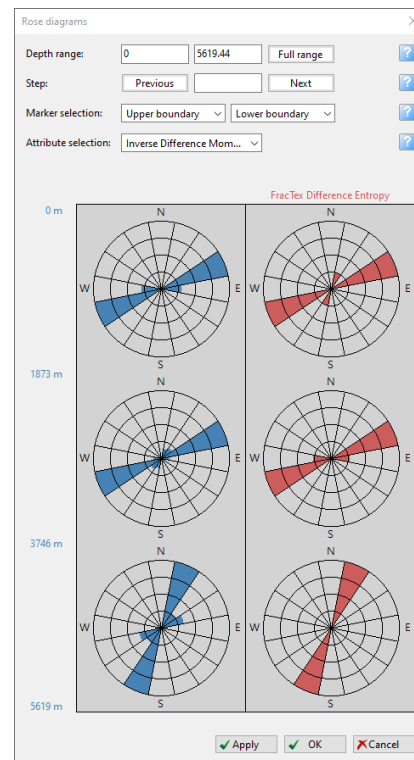 Rose diagrams
Depth range: 0 5619.44 Full range ?
Step: Previous Next ?
Marker selection: Upper boundary Lower boundary ?
Attribute selection: Inverse Difference Mom... ?
FracTex Difference Entropy
0 m
N N
W E W E
S S
1873 m
N N
W E W E
S S
3746 m
N N
W E W E
S S
5619 m
Apply OK Cancel